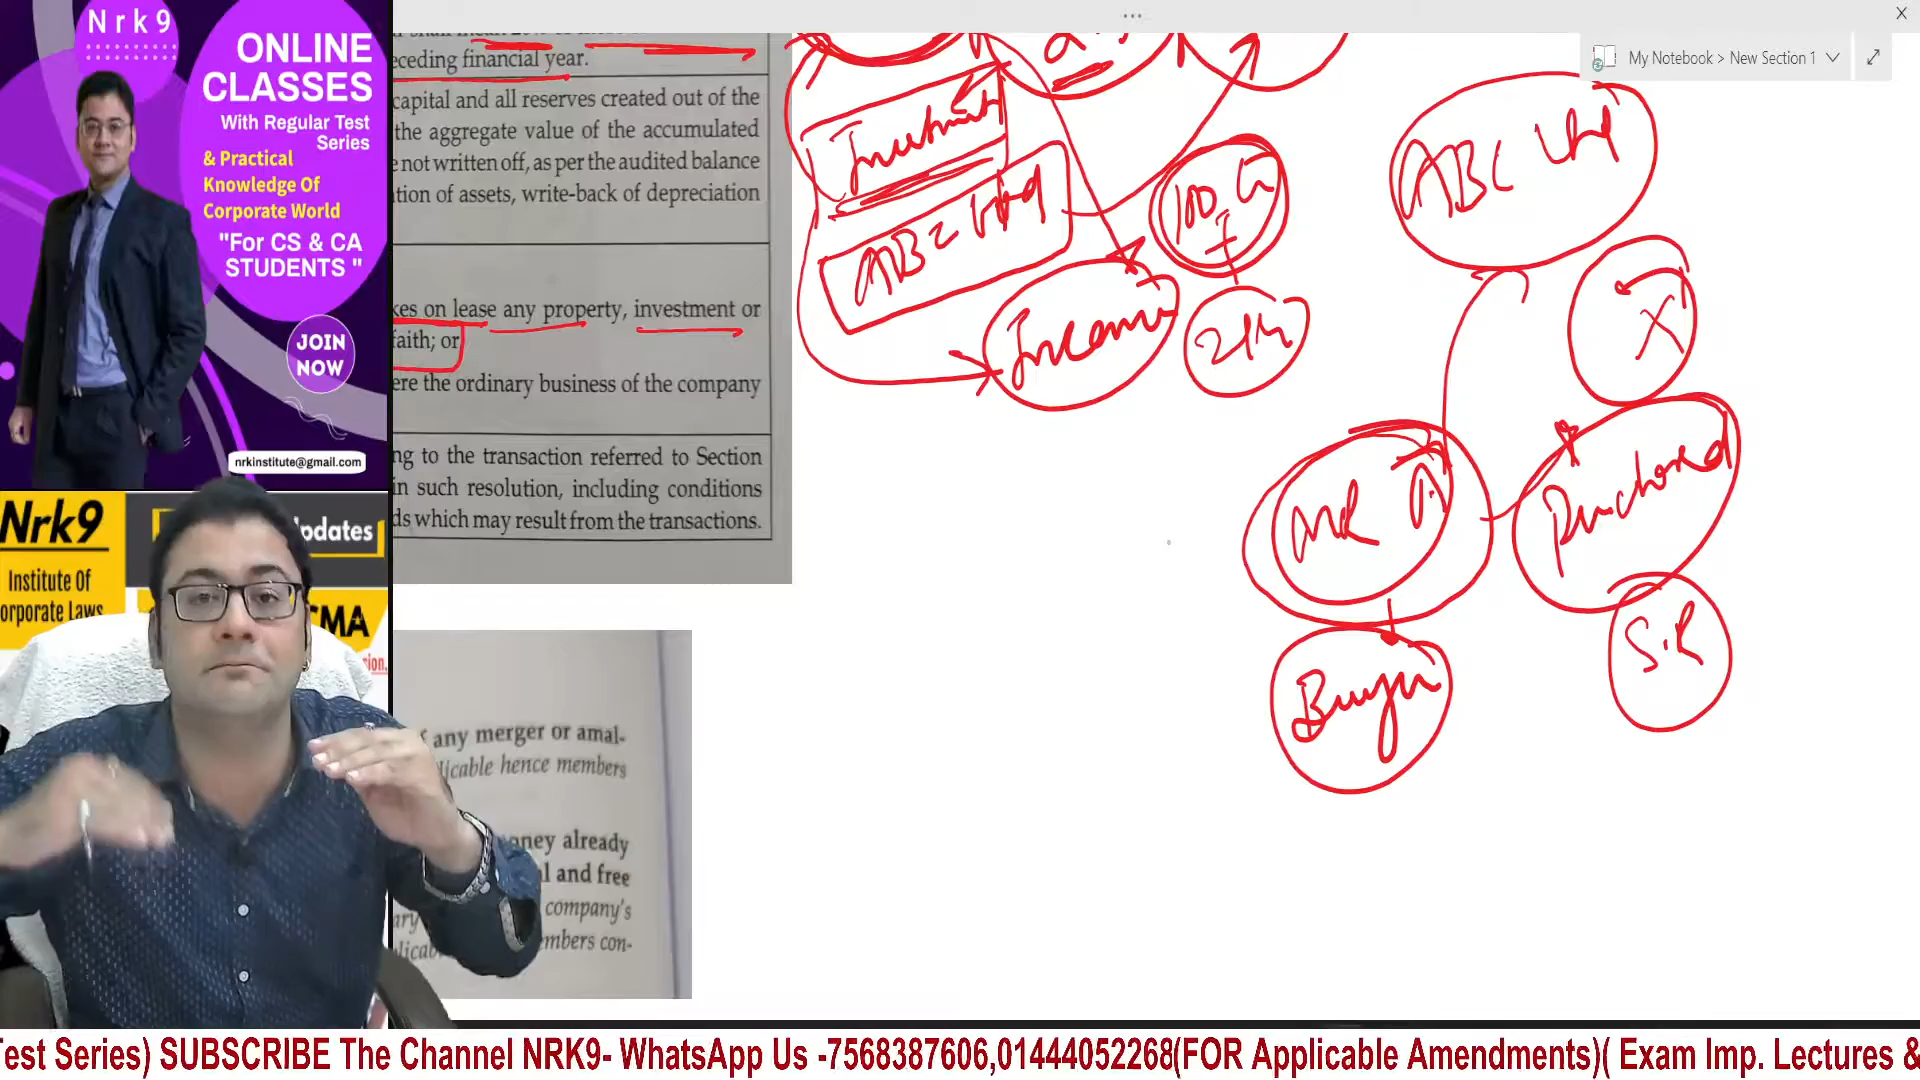 Nrk9
ONLINE
CLASSES
With Regular Test
Series
& Practical
Knowledge Of
Corporate World
"For CS & CA
STUDENTS "
JOIN
NOW
nrkinstitute@gmail.com
Nrk9
Institute Of
orporate Laws
pdates
CMA
eceding financial year.
capital and all reserves created out of the
the aggregate value of the accumulated
e not written off, as per the audited balance
tion of assets, write-back of depreciation
kes on lease any property, investment or
faith; or
ere the ordinary business of the company
ng to the transaction referred to Section
in such resolution, including conditions
ds which may result from the transactions.
any merger or amal-
licable hence members
oney already
l and free
company's
mbers con-
My Notebook > New Section 1
Investment
ABC Ltd
100 Cr
Income
21Cr
ABC Ltd
X
MR A
Purchased
S.R
Buyer
Test Series) SUBSCRIBE The Channel NRK9- WhatsApp Us -7568387606,01444052268(FOR Applicable Amendments)( Exam Imp. Lectures &